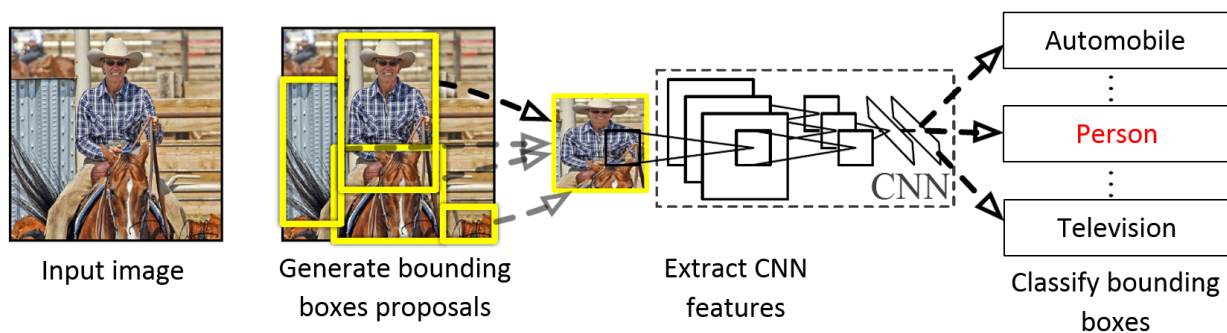 Input image
Generate bounding
boxes proposals
CNN
Extract CNN
features
Automobile
Person
Television
Classify bounding
boxes